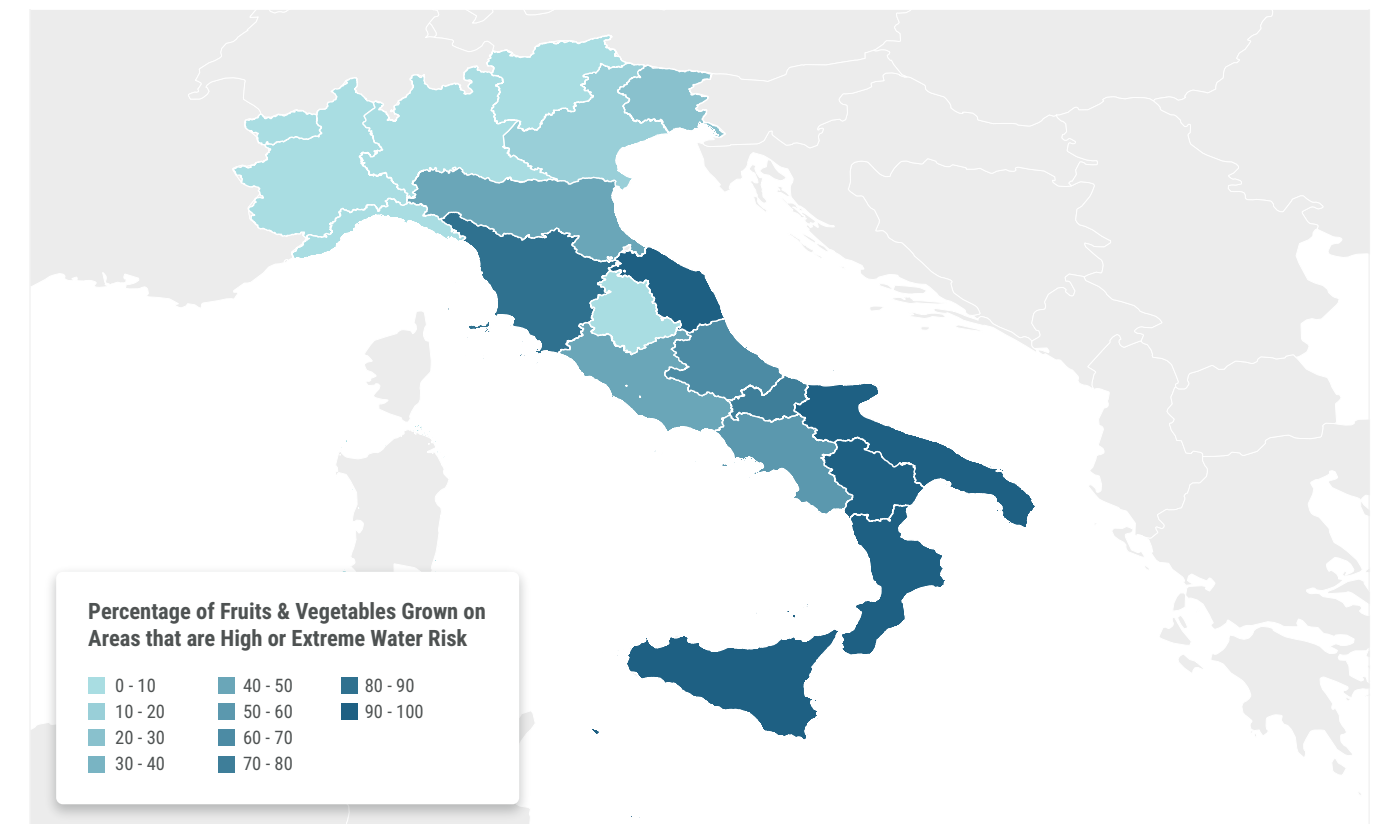 Percentage of Fruits & Vegetables Grown on
Areas that are High or Extreme Water Risk
0 - 10
10 - 20
20 - 30
30 - 40
40 - 50
50 - 60
60 - 70
70 - 80
80 - 90
90 - 100